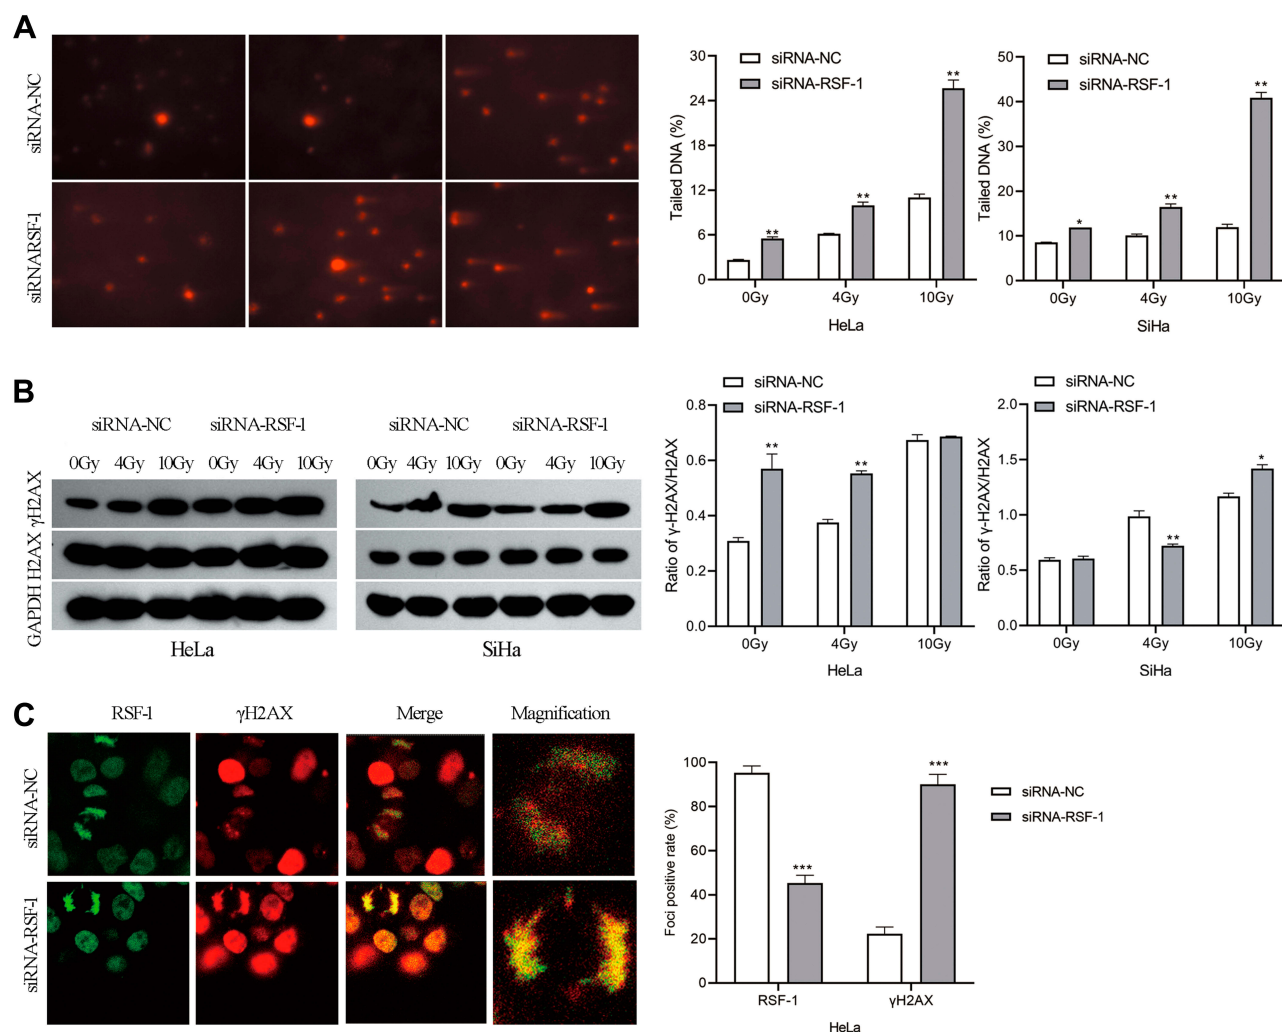 A
siRNA-NC
siRNARSF-1
siRNA-NC
siRNA-RSF-1
Tailed DNA (%)
30
24
18
12
6
0
**
**
**
0Gy 4Gy 10Gy
HeLa
siRNA-NC
siRNA-RSF-1
Tailed DNA (%)
50
40
30
20
10
0
*
**
**
0Gy 4Gy 10Gy
SiHa
B
siRNA-NC siRNA-RSF-1
0Gy 4Gy 10Gy 0Gy 4Gy 10Gy
GAPDH H2AX γH2AX
HeLa
siRNA-NC siRNA-RSF-1
0Gy 4Gy 10Gy 0Gy 4Gy 10Gy
SiHa
siRNA-NC
siRNA-RSF-1
Ratio of γ-H2AX/H2AX
0.8
0.6
0.4
0.2
0.0
**
**
0Gy 4Gy 10Gy
HeLa
siRNA-NC
siRNA-RSF-1
Ratio of γ-H2AX/H2AX
2.0
1.5
1.0
0.5
0.0
**
*
0Gy 4Gy 10Gy
SiHa
C
RSF-1 γH2AX Merge Magnification
siRNA-NC
siRNA-RSF-1
Foci positive rate (%)
100
80
60
40
20
0
***
***
RSF-1 γH2AX
HeLa
siRNA-NC
siRNA-RSF-1